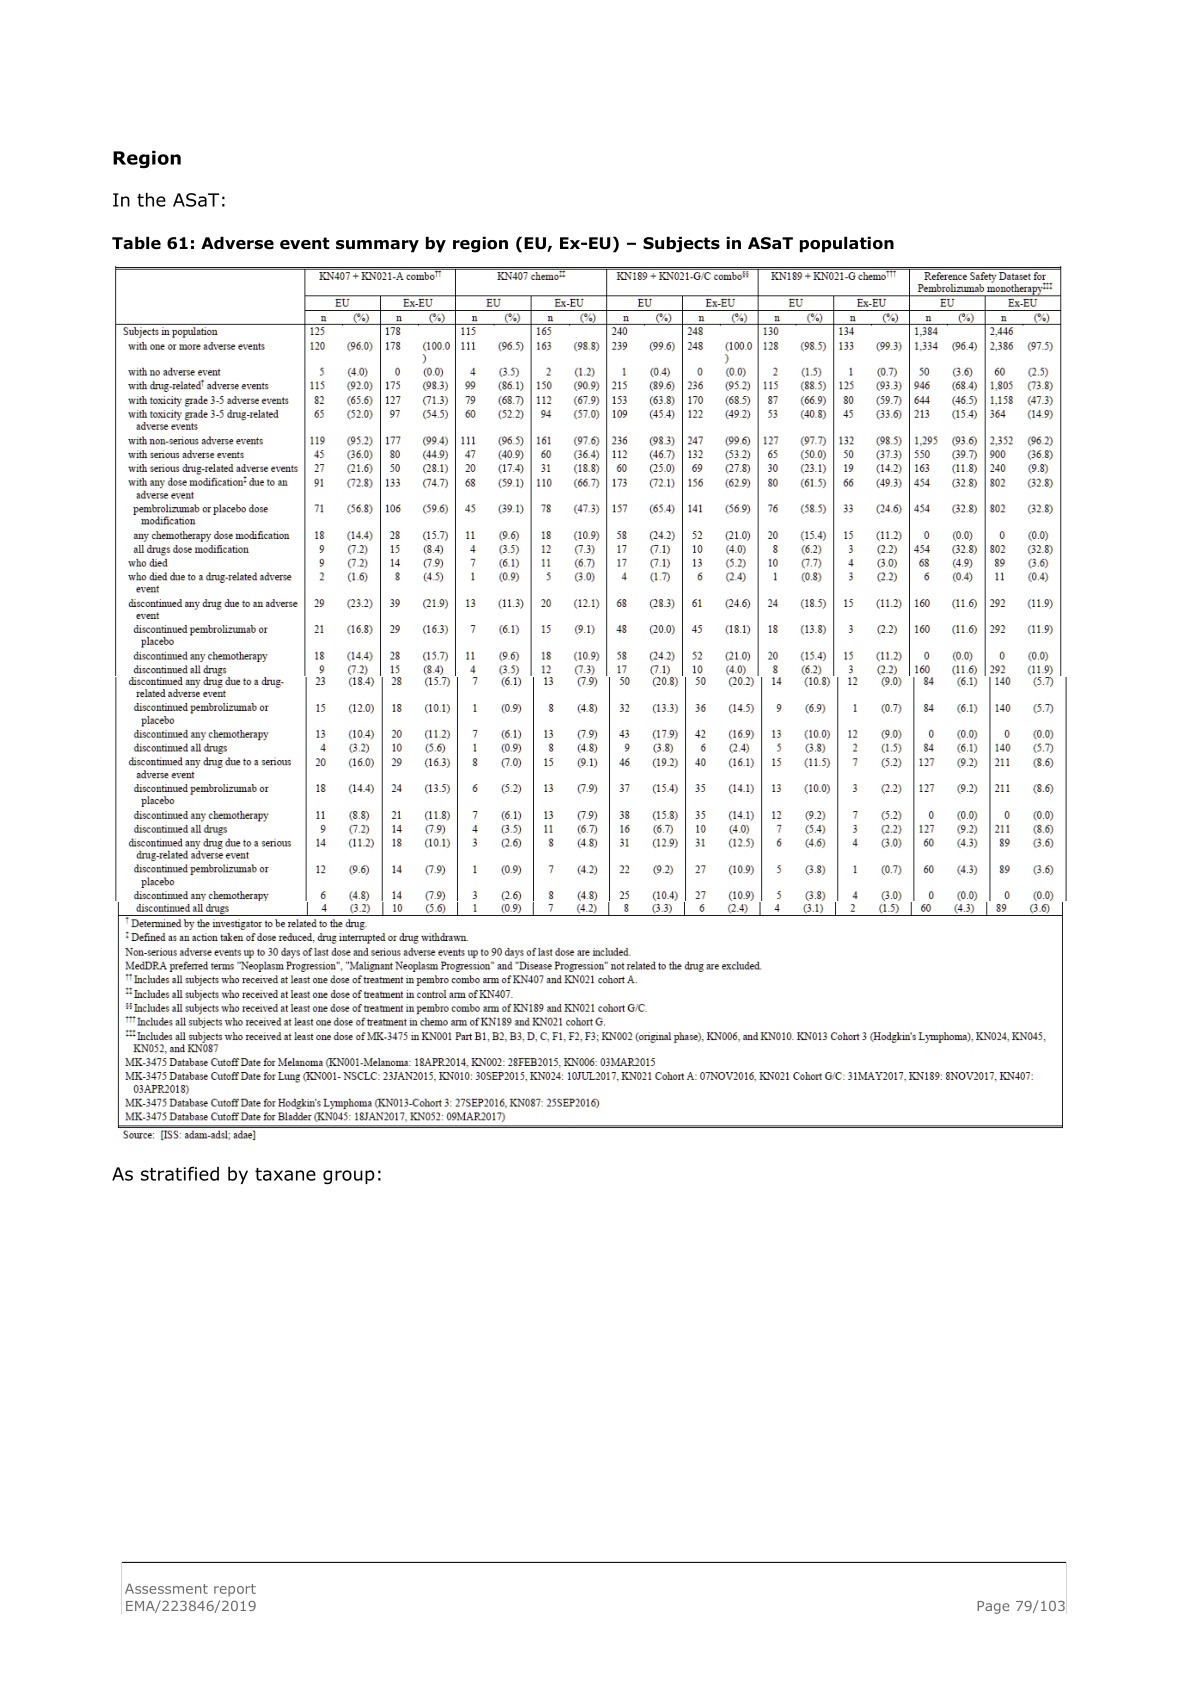 Region
In the ASaT:
Table 61: Adverse event summary by region (EU, Ex-EU) – Subjects in ASaT population
KN407 + KN021-A combo†† KN407 chemo‡‡ KN189 + KN021-G/C combo§§ KN189 + KN021-G chemo††† Reference Safety Dataset for
Pembrolizumab monotherapy‡‡‡
EU Ex-EU EU Ex-EU EU Ex-EU EU Ex-EU EU Ex-EU
n (%) n (%) n (%) n (%) n (%) n (%) n (%) n (%) n (%) n (%)
Subjects in population 125 178 115 165 240 248 130 134 1,384 2,446
with one or more adverse events 120 (96.0) 178 (100.0 111 (96.5) 163 (98.8) 239 (99.6) 248 (100.0 128 (98.5) 133 (99.3) 1,334 (96.4) 2,386 (97.5)
) )
with no adverse event 5 (4.0) 0 (0.0) 4 (3.5) 2 (1.2) 1 (0.4) 0 (0.0) 2 (1.5) 1 (0.7) 50 (3.6) 60 (2.5)
with drug-related† adverse events 115 (92.0) 175 (98.3) 99 (86.1) 150 (90.9) 215 (89.6) 236 (95.2) 115 (88.5) 125 (93.3) 946 (68.4) 1,805 (73.8)
with toxicity grade 3-5 adverse events 82 (65.6) 127 (71.3) 79 (68.7) 112 (67.9) 153 (63.8) 170 (68.5) 87 (66.9) 80 (59.7) 644 (46.5) 1,158 (47.3)
with toxicity grade 3-5 drug-related 65 (52.0) 97 (54.5) 60 (52.2) 94 (57.0) 109 (45.4) 122 (49.2) 53 (40.8) 45 (33.6) 213 (15.4) 364 (14.9)
adverse events
with non-serious adverse events 119 (95.2) 177 (99.4) 111 (96.5) 161 (97.6) 236 (98.3) 247 (99.6) 127 (97.7) 132 (98.5) 1,295 (93.6) 2,352 (96.2)
with serious adverse events 45 (36.0) 80 (44.9) 47 (40.9) 60 (36.4) 112 (46.7) 132 (53.2) 65 (50.0) 50 (37.3) 550 (39.7) 900 (36.8)
with serious drug-related adverse events 27 (21.6) 50 (28.1) 20 (17.4) 31 (18.8) 60 (25.0) 69 (27.8) 30 (23.1) 19 (14.2) 163 (11.8) 240 (9.8)
with any dose modification‡ due to an 91 (72.8) 133 (74.7) 68 (59.1) 110 (66.7) 173 (72.1) 156 (62.9) 80 (61.5) 66 (49.3) 454 (32.8) 802 (32.8)
adverse event
pembrolizumab or placebo dose 71 (56.8) 106 (59.6) 45 (39.1) 78 (47.3) 157 (65.4) 141 (56.9) 76 (58.5) 33 (24.6) 454 (32.8) 802 (32.8)
modification
any chemotherapy dose modification 18 (14.4) 28 (15.7) 11 (9.6) 18 (10.9) 58 (24.2) 52 (21.0) 20 (15.4) 15 (11.2) 0 (0.0) 0 (0.0)
all drugs dose modification 9 (7.2) 15 (8.4) 4 (3.5) 12 (7.3) 17 (7.1) 10 (4.0) 8 (6.2) 3 (2.2) 454 (32.8) 802 (32.8)
who died 9 (7.2) 14 (7.9) 7 (6.1) 11 (6.7) 17 (7.1) 13 (5.2) 10 (7.7) 4 (3.0) 68 (4.9) 89 (3.6)
who died due to a drug-related adverse 2 (1.6) 8 (4.5) 1 (0.9) 5 (3.0) 4 (1.7) 6 (2.4) 1 (0.8) 3 (2.2) 6 (0.4) 11 (0.4)
event
discontinued any drug due to an adverse 29 (23.2) 39 (21.9) 13 (11.3) 20 (12.1) 68 (28.3) 61 (24.6) 24 (18.5) 15 (11.2) 160 (11.6) 292 (11.9)
event
discontinued pembrolizumab or 21 (16.8) 29 (16.3) 7 (6.1) 15 (9.1) 48 (20.0) 45 (18.1) 18 (13.8) 3 (2.2) 160 (11.6) 292 (11.9)
placebo
discontinued any chemotherapy 18 (14.4) 28 (15.7) 11 (9.6) 18 (10.9) 58 (24.2) 52 (21.0) 20 (15.4) 15 (11.2) 0 (0.0) 0 (0.0)
discontinued all drugs 9 (7.2) 15 (8.4) 4 (3.5) 12 (7.3) 17 (7.1) 10 (4.0) 8 (6.2) 3 (2.2) 160 (11.6) 292 (11.9)
discontinued any drug due to a drug- 23 (18.4) 28 (15.7) 7 (6.1) 13 (7.9) 50 (20.8) 50 (20.2) 14 (10.8) 12 (9.0) 84 (6.1) 140 (5.7)
related adverse event
discontinued pembrolizumab or 15 (12.0) 18 (10.1) 1 (0.9) 8 (4.8) 32 (13.3) 36 (14.5) 9 (6.9) 1 (0.7) 84 (6.1) 140 (5.7)
placebo
discontinued any chemotherapy 13 (10.4) 20 (11.2) 7 (6.1) 13 (7.9) 43 (17.9) 42 (16.9) 13 (10.0) 12 (9.0) 0 (0.0) 0 (0.0)
discontinued all drugs 4 (3.2) 10 (5.6) 1 (0.9) 8 (4.8) 9 (3.8) 6 (2.4) 5 (3.8) 2 (1.5) 84 (6.1) 140 (5.7)
discontinued any drug due to a serious 20 (16.0) 29 (16.3) 8 (7.0) 15 (9.1) 46 (19.2) 40 (16.1) 15 (11.5) 7 (5.2) 127 (9.2) 211 (8.6)
adverse event
discontinued pembrolizumab or 18 (14.4) 24 (13.5) 6 (5.2) 13 (7.9) 37 (15.4) 35 (14.1) 13 (10.0) 3 (2.2) 127 (9.2) 211 (8.6)
placebo
discontinued any chemotherapy 11 (8.8) 21 (11.8) 7 (6.1) 13 (7.9) 38 (15.8) 35 (14.1) 12 (9.2) 7 (5.2) 0 (0.0) 0 (0.0)
discontinued all drugs 9 (7.2) 14 (7.9) 4 (3.5) 11 (6.7) 16 (6.7) 10 (4.0) 7 (5.4) 3 (2.2) 127 (9.2) 211 (8.6)
discontinued any drug due to a serious 14 (11.2) 18 (10.1) 3 (2.6) 8 (4.8) 31 (12.9) 31 (12.5) 6 (4.6) 4 (3.0) 60 (4.3) 89 (3.6)
drug-related adverse event
discontinued pembrolizumab or 12 (9.6) 14 (7.9) 1 (0.9) 7 (4.2) 22 (9.2) 27 (10.9) 5 (3.8) 1 (0.7) 60 (4.3) 89 (3.6)
placebo
discontinued any chemotherapy 6 (4.8) 14 (7.9) 3 (2.6) 8 (4.8) 25 (10.4) 27 (10.9) 5 (3.8) 4 (3.0) 0 (0.0) 0 (0.0)
discontinued all drugs 4 (3.2) 10 (5.6) 1 (0.9) 7 (4.2) 8 (3.3) 6 (2.4) 4 (3.1) 2 (1.5) 60 (4.3) 89 (3.6)
† Determined by the investigator to be related to the drug.
‡ Defined as an action taken of dose reduced, drug interrupted or drug withdrawn.
Non-serious adverse events up to 30 days of last dose and serious adverse events up to 90 days of last dose are included.
MedDRA preferred terms "Neoplasm Progression", "Malignant Neoplasm Progression" and "Disease Progression" not related to the drug are excluded.
†† Includes all subjects who received at least one dose of treatment in pembro combo arm of KN407 and KN021 cohort A.
‡‡ Includes all subjects who received at least one dose of treatment in control arm of KN407.
§§ Includes all subjects who received at least one dose of treatment in pembro combo arm of KN189 and KN021 cohort G/C.
††† Includes all subjects who received at least one dose of treatment in chemo arm of KN189 and KN021 cohort G.
‡‡‡ Includes all subjects who received at least one dose of MK-3475 in KN001 Part B1, B2, B3, D, C, F1, F2, F3; KN002 (original phase), KN006, and KN010. KN013 Cohort 3 (Hodgkin's Lymphoma), KN024, KN045,
KN052, and KN087
MK-3475 Database Cutoff Date for Melanoma (KN001-Melanoma: 18APR2014, KN002: 28FEB2015, KN006: 03MAR2015
MK-3475 Database Cutoff Date for Lung (KN001- NSCLC: 23JAN2015, KN010: 30SEP2015, KN024: 10JUL2017, KN021 Cohort A: 07NOV2016, KN021 Cohort G/C: 31MAY2017, KN189: 8NOV2017, KN407:
03APR2018)
MK-3475 Database Cutoff Date for Hodgkin's Lymphoma (KN013-Cohort 3: 27SEP2016, KN087: 25SEP2016)
MK-3475 Database Cutoff Date for Bladder (KN045: 18JAN2017, KN052: 09MAR2017)
Source: [ISS: adam-adsl; adae]
As stratified by taxane group:
Assessment report
EMA/223846/2019 Page 79/103